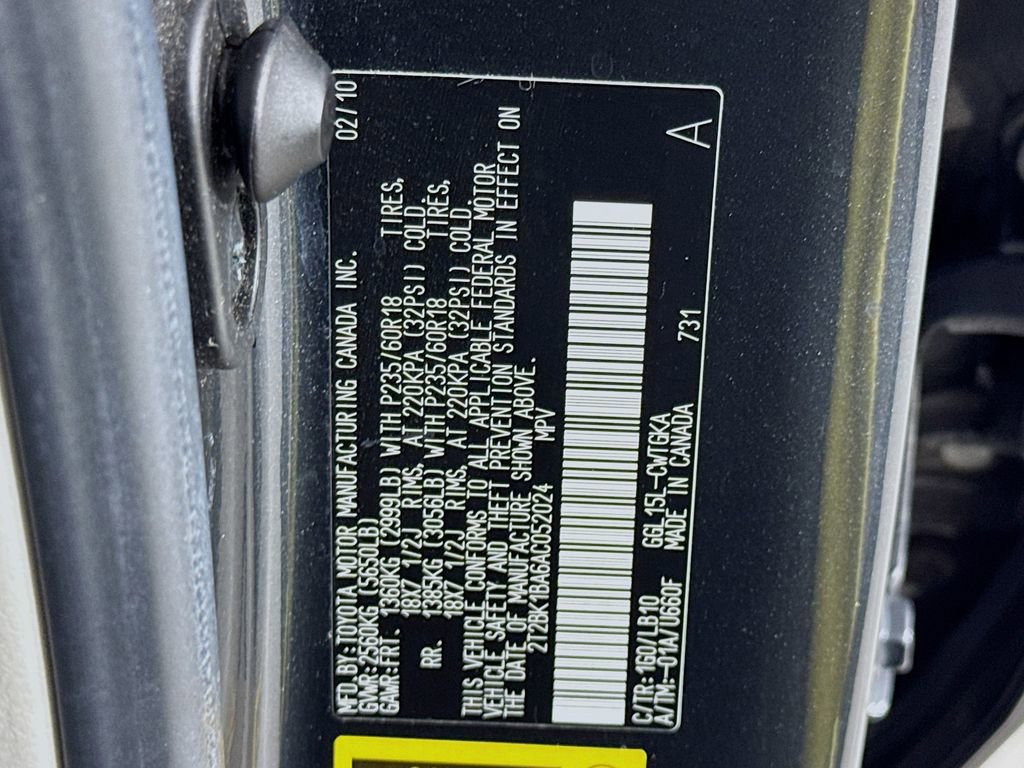 MFD.BY:TOYOTA MOTOR MANUFACTURING CANADA INC. 02/10
GVWR:2560KG (5650LB)
GAWR:FRT. 1360KG (2999LB) WITH P235/60R18 TIRES,
18X7 1/2J RIMS, AT 220KPA (32PSI) COLD.
RR. 1385KG (3056LB) WITH P235/60R18 TIRES,
18X7 1/2J RIMS, AT 220KPA (32PSI) COLD.
THIS VEHICLE CONFORMS TO ALL APPLICABLE FEDERAL MOTOR
VEHICLE SAFETY AND THEFT PREVENTION STANDARDS IN EFFECT ON
THE DATE OF MANUFACTURE SHOWN ABOVE.
2T2BK1BA6AC052024 MPV
C/TR:1G0/LB10 GGL15L-CWTGKA 731
A/TM:-01A/U660F MADE IN CANADA
A